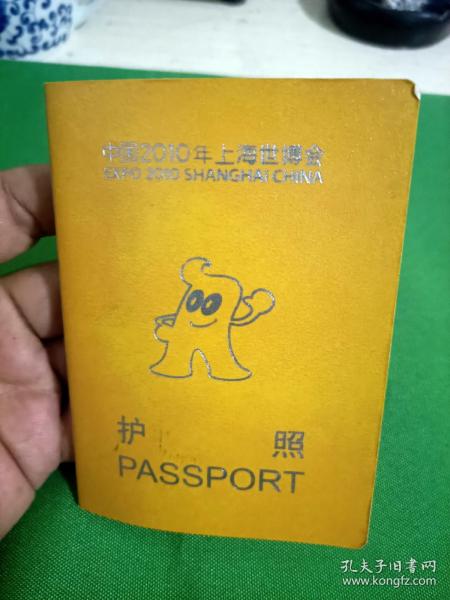 中国2010年上海世博会
EXPO 2010 SHANGHAI CHINA
护 照
PASSPORT
孔夫子旧书网
www.kongfz.com